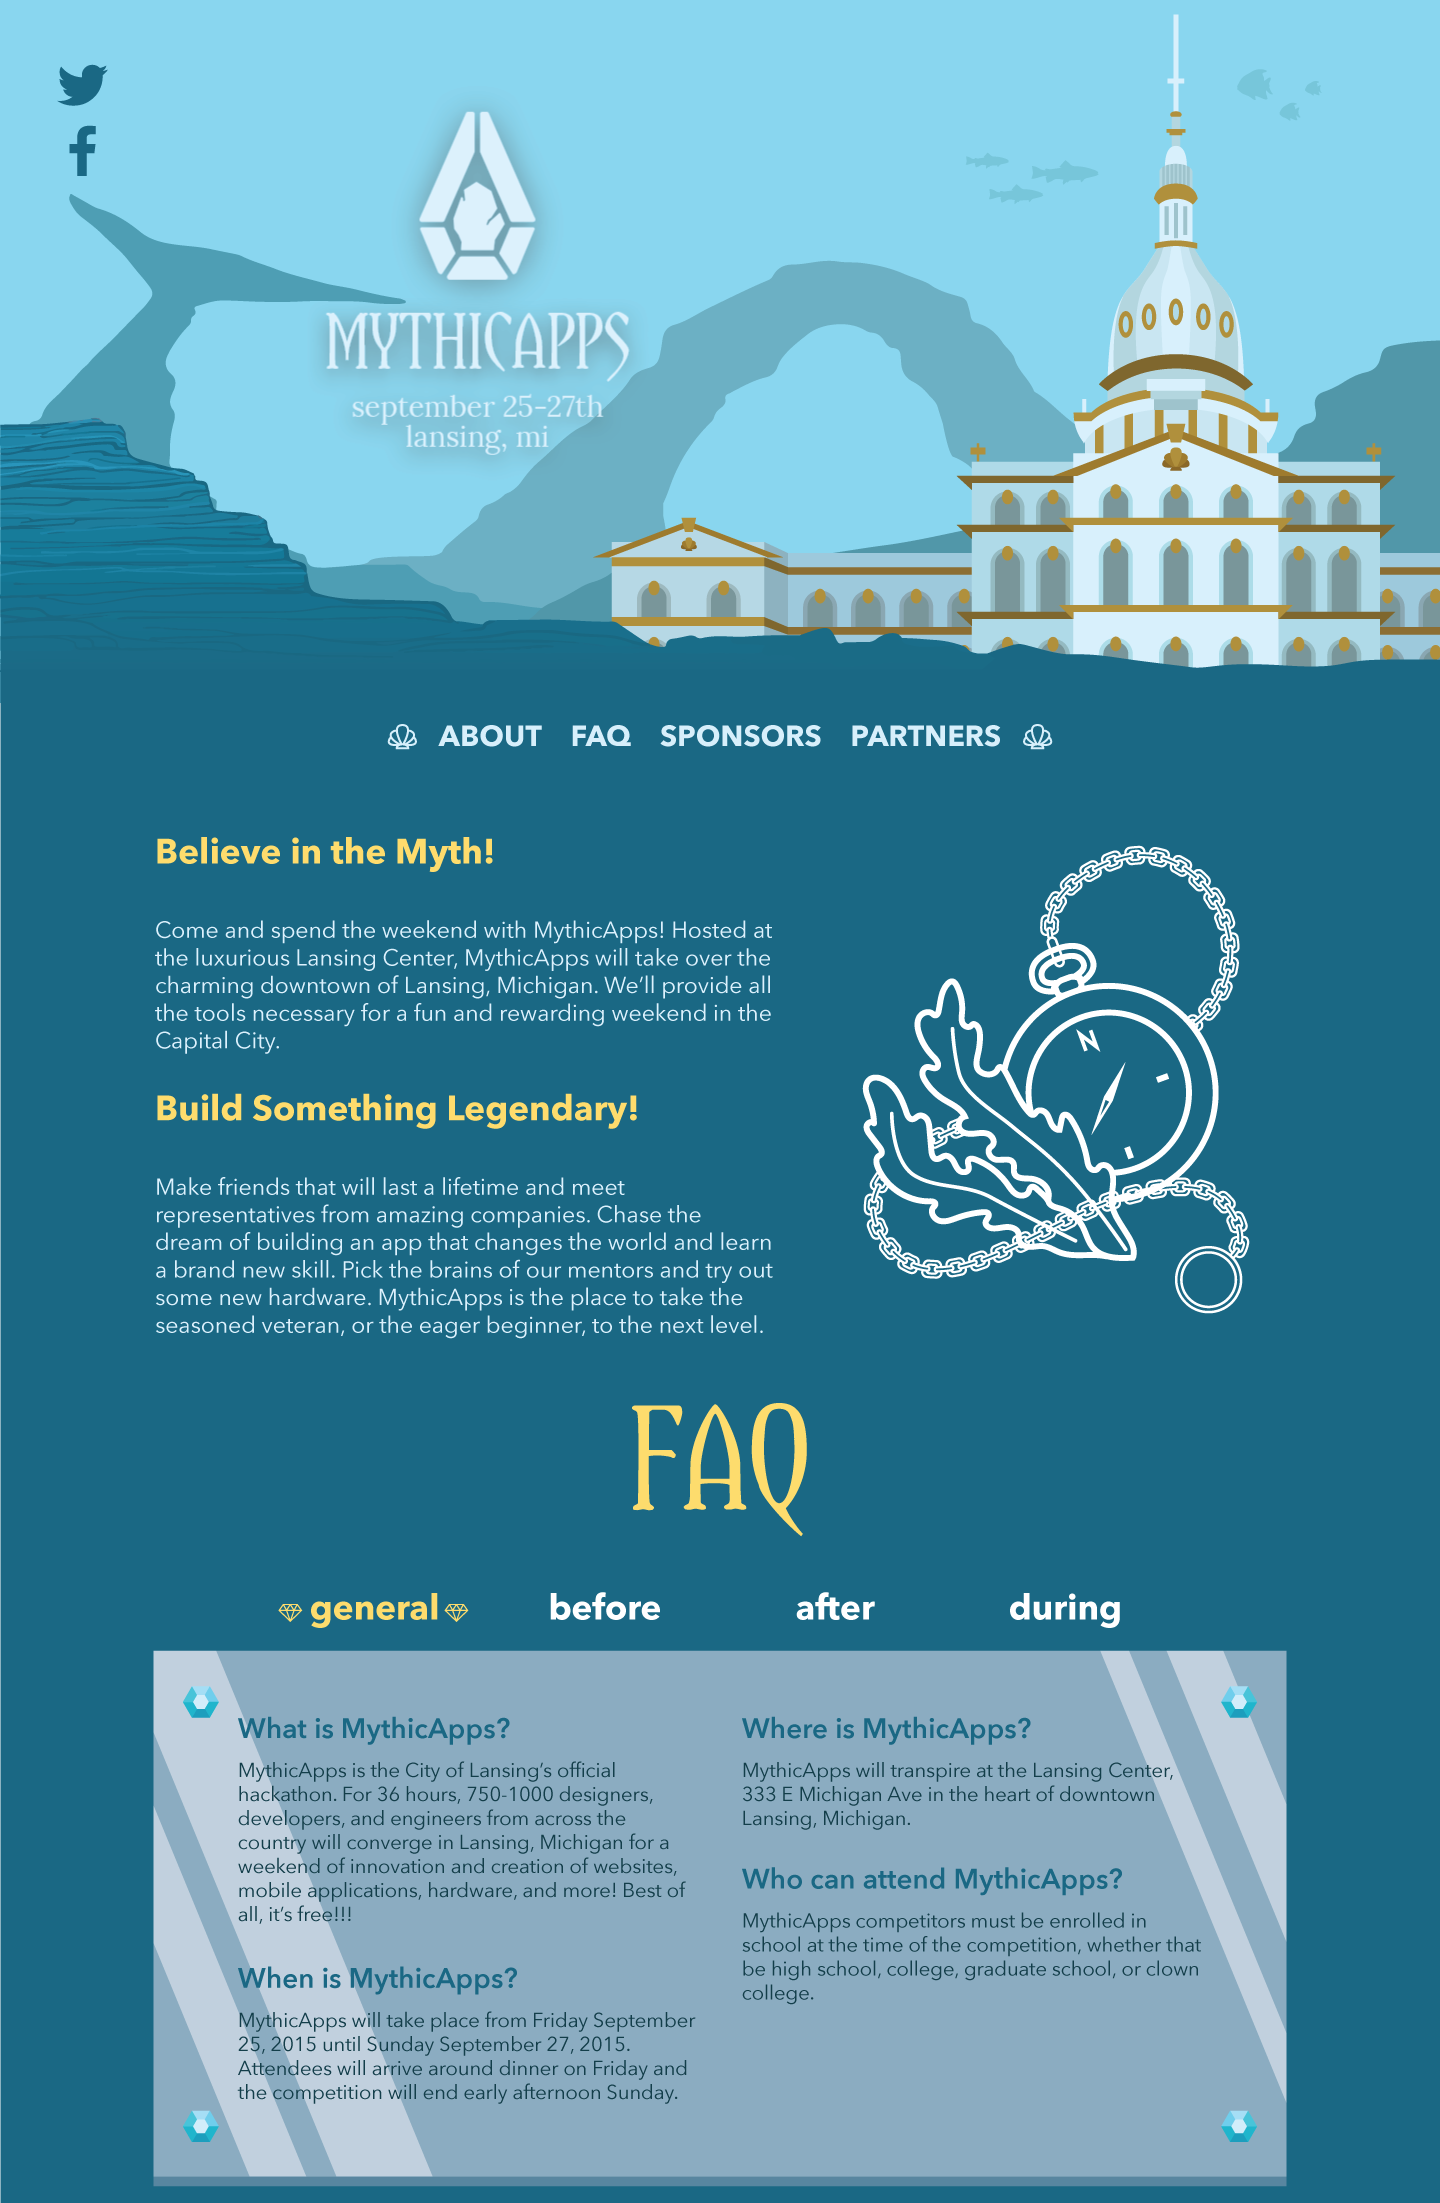 MYTHICAPPS
september 25-27th
lansing, mi
ABOUT FAQ SPONSORS PARTNERS
Believe in the Myth!
Come and spend the weekend with MythicApps! Hosted at
the luxurious Lansing Center, MythicApps will take over the
charming downtown of Lansing, Michigan. We’ll provide all
the tools necessary for a fun and rewarding weekend in the
Capital City.
N
Build Something Legendary!
Make friends that will last a lifetime and meet
representatives from amazing companies. Chase the
dream of building an app that changes the world and learn
a brand new skill. Pick the brains of our mentors and try out
some new hardware. MythicApps is the place to take the
seasoned veteran, or the eager beginner, to the next level.
FAQ
general before after during
What is MythicApps?
MythicApps is the City of Lansing’s official
hackathon. For 36 hours, 750-1000 designers,
developers, and engineers from across the
country will converge in Lansing, Michigan for a
weekend of innovation and creation of websites,
mobile applications, hardware, and more! Best of
all, it’s free!!!
When is MythicApps?
MythicApps will take place from Friday September
25, 2015 until Sunday September 27, 2015.
Attendees will arrive around dinner on Friday and
the competition will end early afternoon Sunday.
Where is MythicApps?
MythicApps will transpire at the Lansing Center,
333 E Michigan Ave in the heart of downtown
Lansing, Michigan.
Who can attend MythicApps?
MythicApps competitors must be enrolled in
school at the time of the competition, whether that
be high school, college, graduate school, or clown
college.